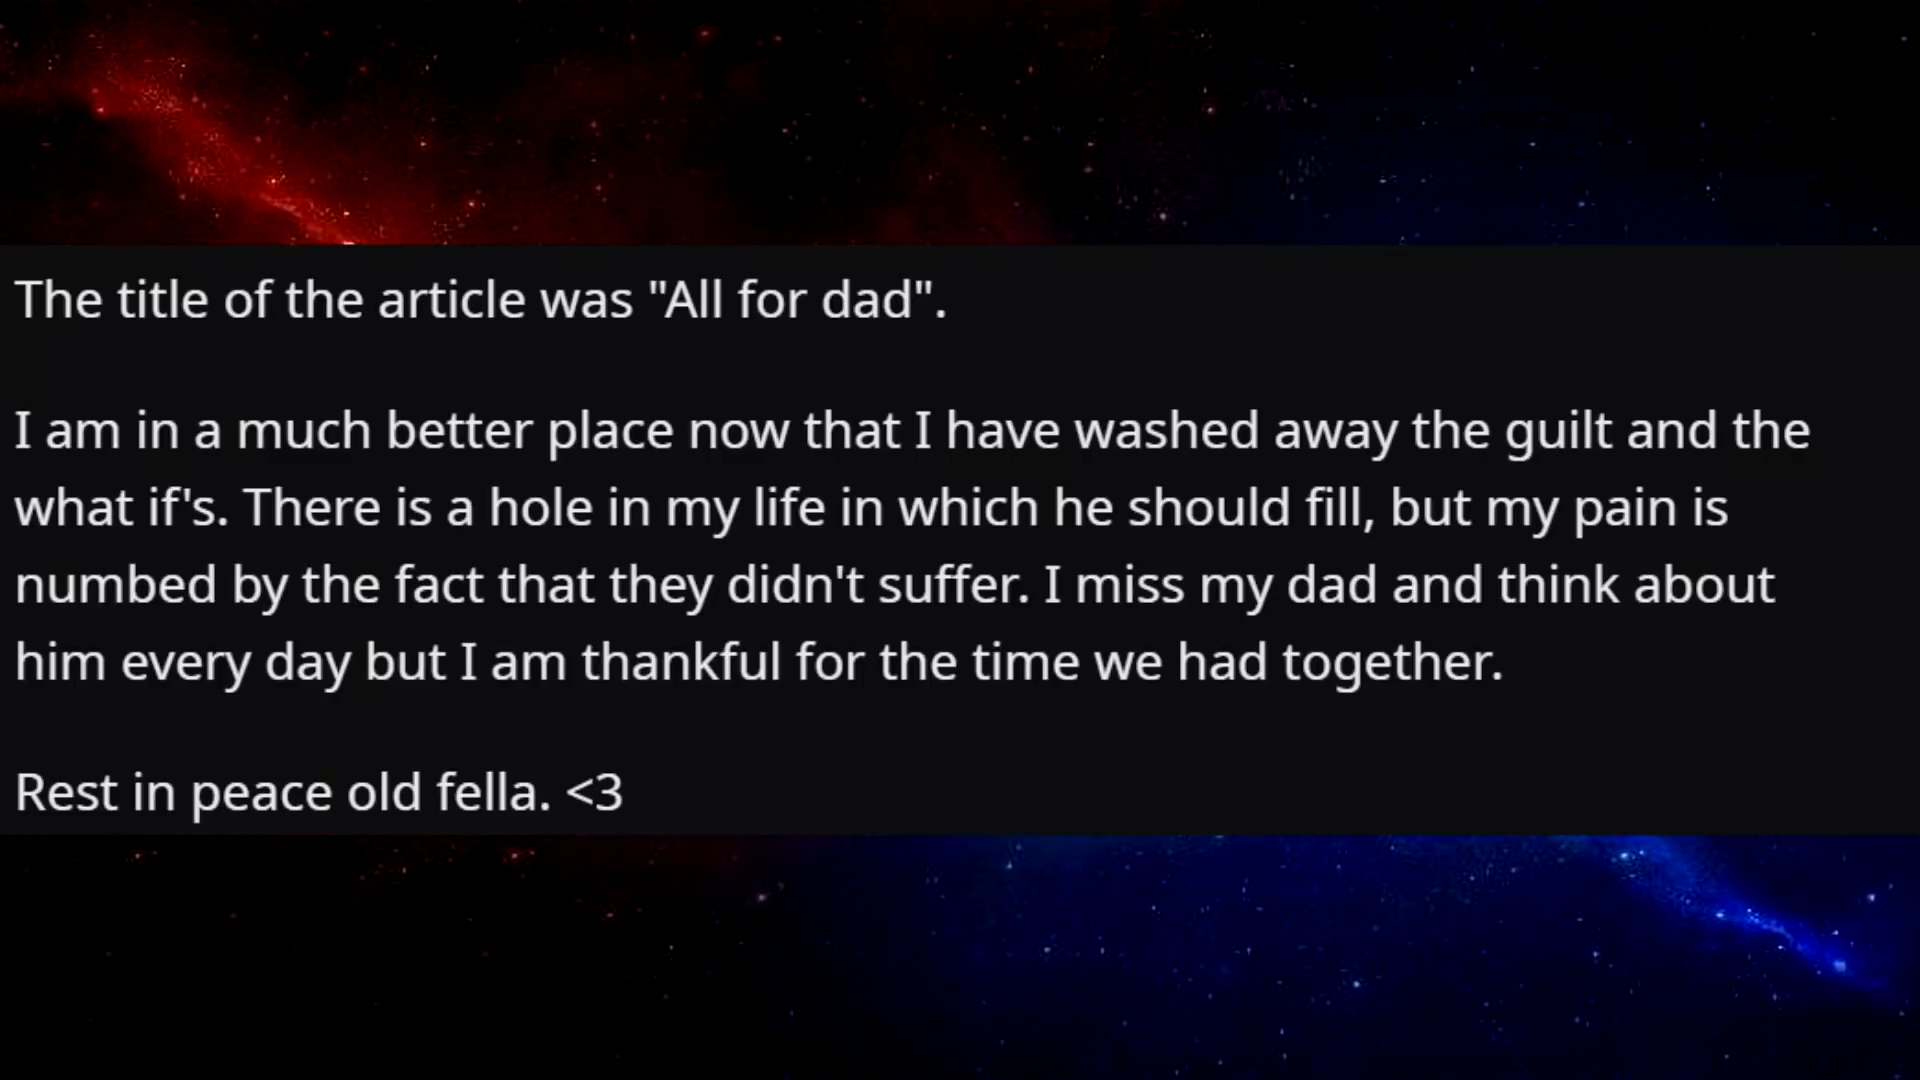 The title of the article was "All for dad".
I am in a much better place now that I have washed away the guilt and the
what if's. There is a hole in my life in which he should fill, but my pain is
numbed by the fact that they didn't suffer. I miss my dad and think about
him every day but I am thankful for the time we had together.
Rest in peace old fella. <3